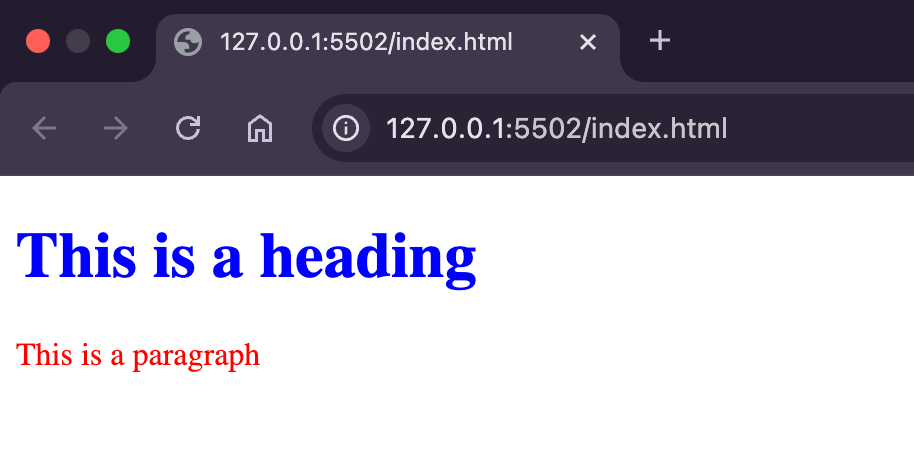 127.0.0.1:5502/index.html
127.0.0.1:5502/index.html
This is a heading
This is a paragraph